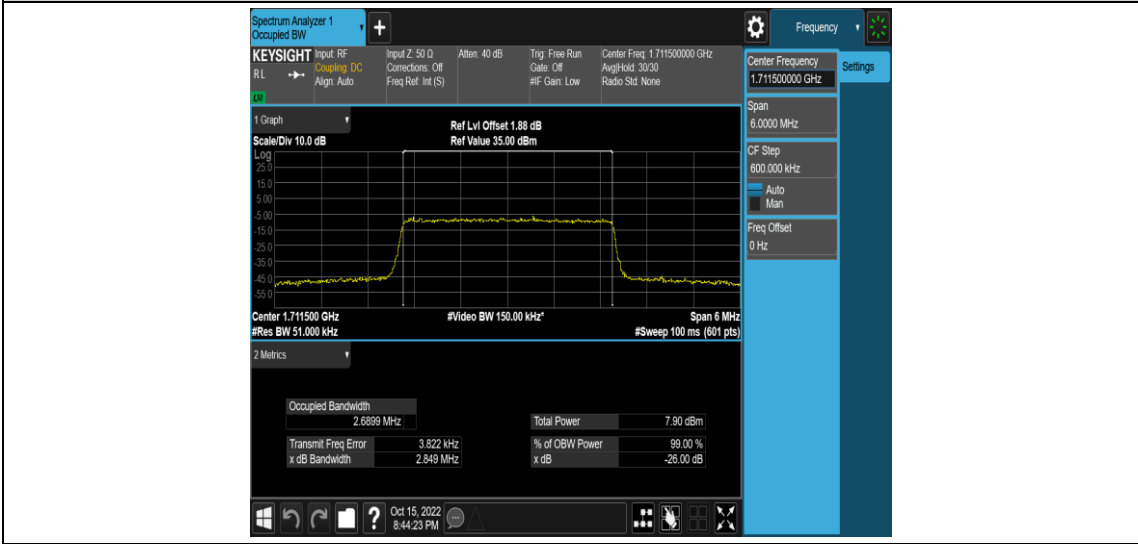 Spectrum Analyzer 1
Occupied BW
+
Frequency
KEYSIGHT
RL
LXI
Input: RF
Coupling: DC
Align: Auto
Input Z: 50 Ω
Corrections: Off
Freq Ref: Int (S)
Atten: 40 dB
Trig: Free Run
Gate: Off
#IF Gain: Low
Center Freq: 1.711500000 GHz
Avg|Hold: 30/30
Radio Std: None
Center Frequency
1.711500000 GHz
Settings
Span
6.0000 MHz
CF Step
600.000 kHz
Auto
Man
Freq Offset
0 Hz
1 Graph
Scale/Div 10.0 dB
Ref Lvl Offset 1.88 dB
Ref Value 35.00 dBm
Log
25.0
15.0
5.00
-5.00
-15.0
-25.0
-35.0
-45.0
-55.0
Center 1.711500 GHz
#Video BW 150.00 kHz*
Span 6 MHz
#Res BW 51.000 kHz
#Sweep 100 ms (601 pts)
2 Metrics
Occupied Bandwidth
2.6899 MHz
Total Power 7.90 dBm
Transmit Freq Error 3.822 kHz
% of OBW Power 99.00 %
x dB Bandwidth 2.849 MHz
x dB -26.00 dB
?
Oct 15, 2022
8:44:23 PM